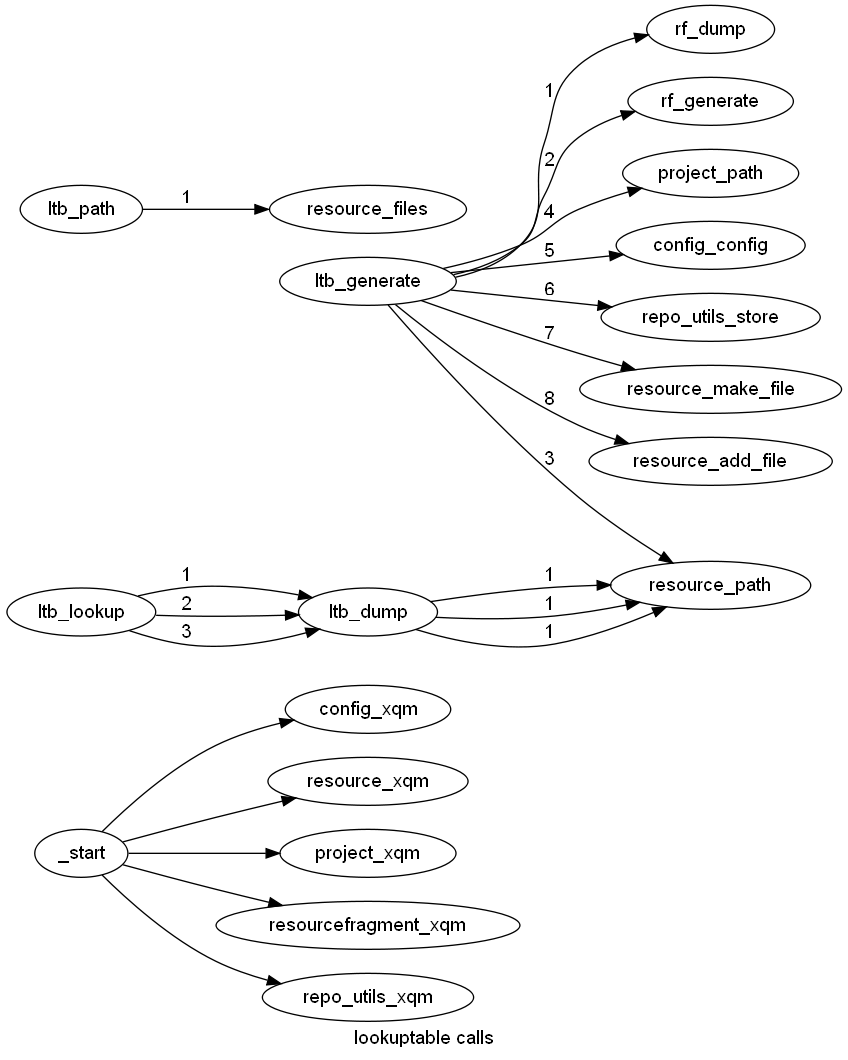 rf_dump
1
rf_generate
2
project_path
ltb_path
1
resource_files
4
config_config
5
ltb_generate
6
repo_utils_store
7
resource_make_file
8
resource_add_file
3
resource_path
1
1
ltb_lookup
2
ltb_dump
1
3
1
config_xqm
resource_xqm
_start
project_xqm
resourcefragment_xqm
repo_utils_xqm
lookuptable calls